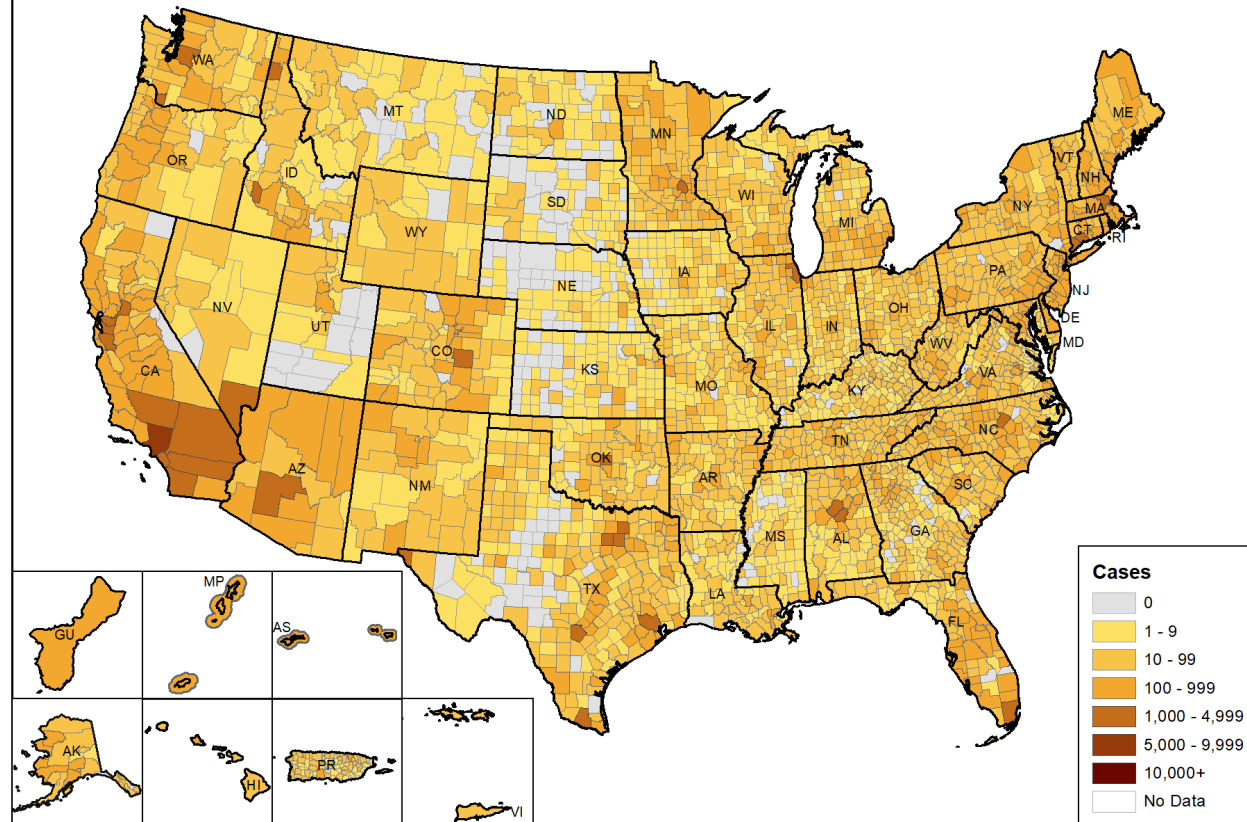 WA
MT
ND
MN
ME
OR
ID
SD
WI
VT
NH
NY
MA
MI
CT
RI
WY
IA
PA
NE
NJ
NV
UT
OH
DE
IL
IN
MD
CO
WV
CA
KS
MO
VA
KY
NC
TN
AZ
OK
NM
AR
SC
MS
AL
GA
TX
LA
FL
MP
GU
AS
AK
HI
PR
VI
Cases
0
1 - 9
10 - 99
100 - 999
1,000 - 4,999
5,000 - 9,999
10,000+
No Data